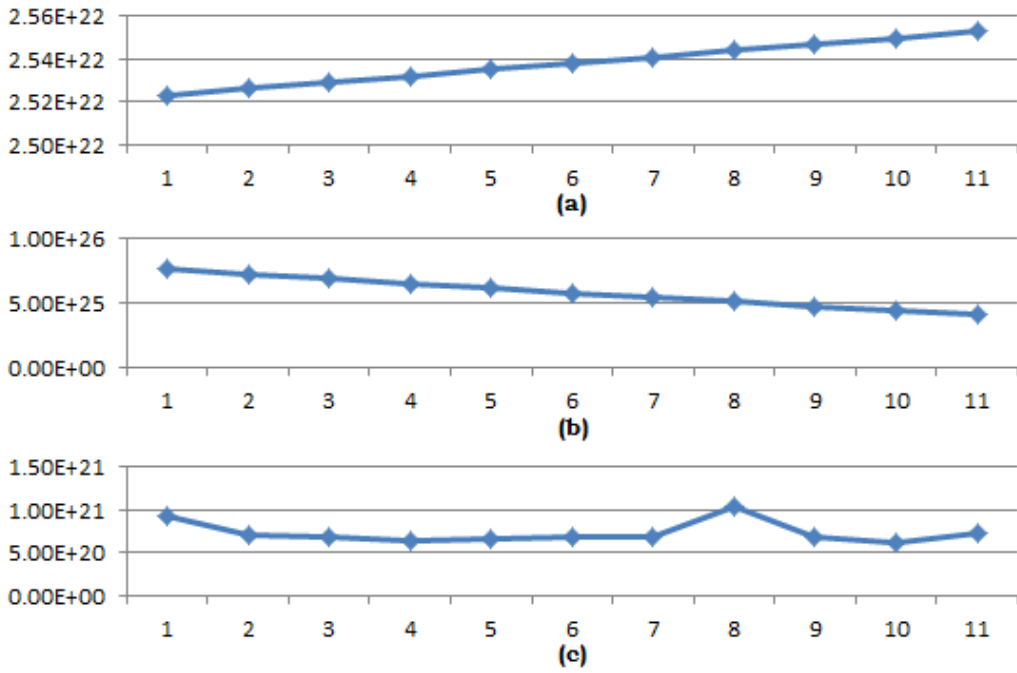 2.56E+22
2.54E+22
2.52E+22
2.50E+22
1 2 3 4 5 6 7 8 9 10 11
(a)
1.00E+26
5.00E+25
0.00E+00
1 2 3 4 5 6 7 8 9 10 11
(b)
1.50E+21
1.00E+21
5.00E+20
0.00E+00
1 2 3 4 5 6 7 8 9 10 11
(c)